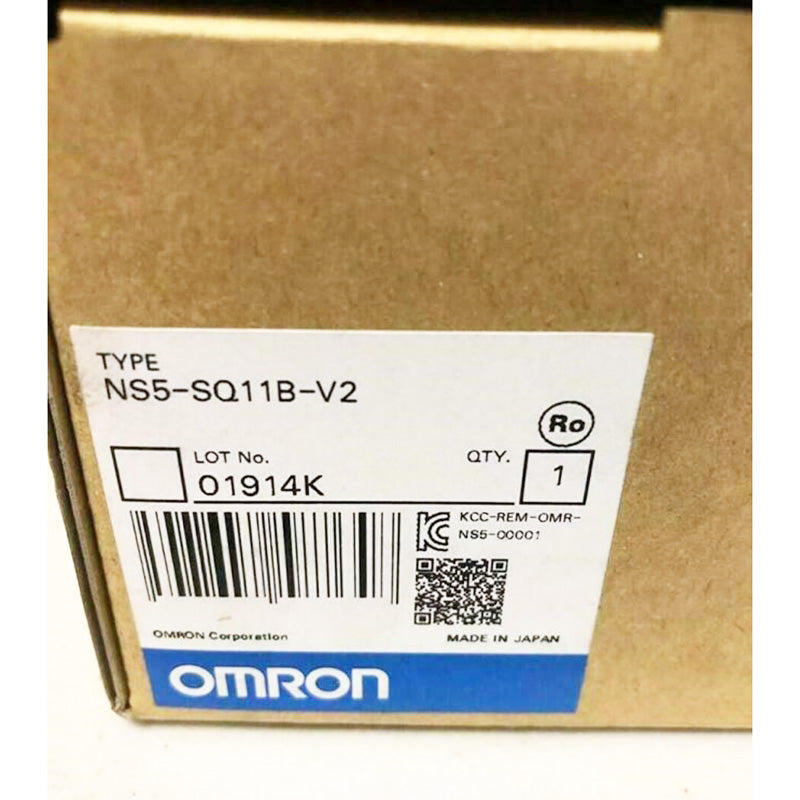 TYPE
NS5-SQ11B-V2
Ro
LOT No.
01914K
QTY.
1
KCC-REM-OMR-
NS5-00001
OMRON Corporation
MADE IN JAPAN
OMRON